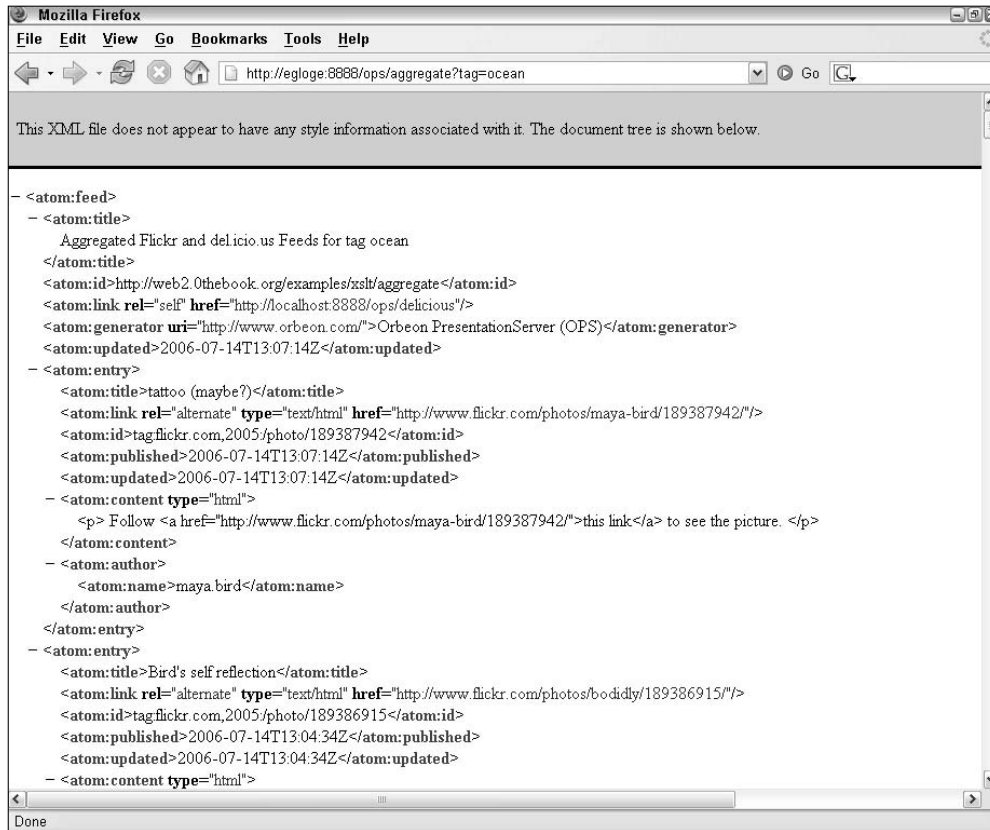 Mozilla Firefox
File Edit View Go Bookmarks Tools Help
http://egloge:8888/ops/aggregate?tag=ocean Go G
This XML file does not appear to have any style information associated with it. The document tree is shown below.
− <atom:feed>
− <atom:title>
Aggregated Flickr and del.icio.us Feeds for tag ocean
</atom:title>
<atom:id>http://web2.0thebook.org/examples/xslt/aggregate</atom:id>
<atom:link rel="self" href="http://localhost:8888/ops/delicious"/>
<atom:generator uri="http://www.orbeon.com/">Orbeon PresentationServer (OPS)</atom:generator>
<atom:updated>2006-07-14T13:07:14Z</atom:updated>
− <atom:entry>
<atom:title>tattoo (maybe?)</atom:title>
<atom:link rel="alternate" type="text/html" href="http://www.flickr.com/photos/maya-bird/189387942/"/>
<atom:id>tag:flickr.com,2005:/photo/189387942</atom:id>
<atom:published>2006-07-14T13:07:14Z</atom:published>
<atom:updated>2006-07-14T13:07:14Z</atom:updated>
− <atom:content type="html">
<p> Follow <a href="http://www.flickr.com/photos/maya-bird/189387942/">this link</a> to see the picture. </p>
</atom:content>
− <atom:author>
<atom:name>maya.bird</atom:name>
</atom:author>
</atom:entry>
− <atom:entry>
<atom:title>Bird's self reflection</atom:title>
<atom:link rel="alternate" type="text/html" href="http://www.flickr.com/photos/bodidly/189386915/"/>
<atom:id>tag:flickr.com,2005:/photo/189386915</atom:id>
<atom:published>2006-07-14T13:04:34Z</atom:published>
<atom:updated>2006-07-14T13:04:34Z</atom:updated>
− <atom:content type="html">
Done